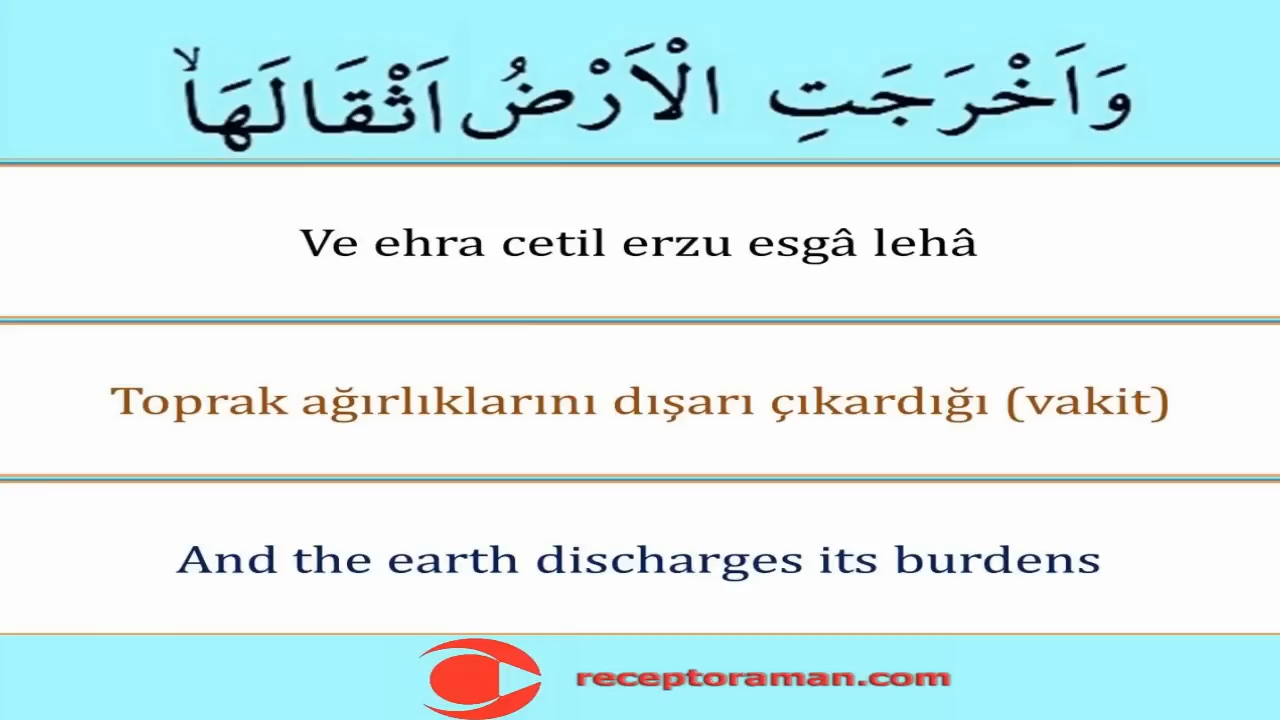 وَاَخْرَجَتِ الْاَرْضُ اَثْقَالَهَاۙ
Ve ehra cetil erzu esgâ lehâ
Toprak ağırlıklarını dışarı çıkardığı (vakit)
And the earth discharges its burdens
receptoraman.com